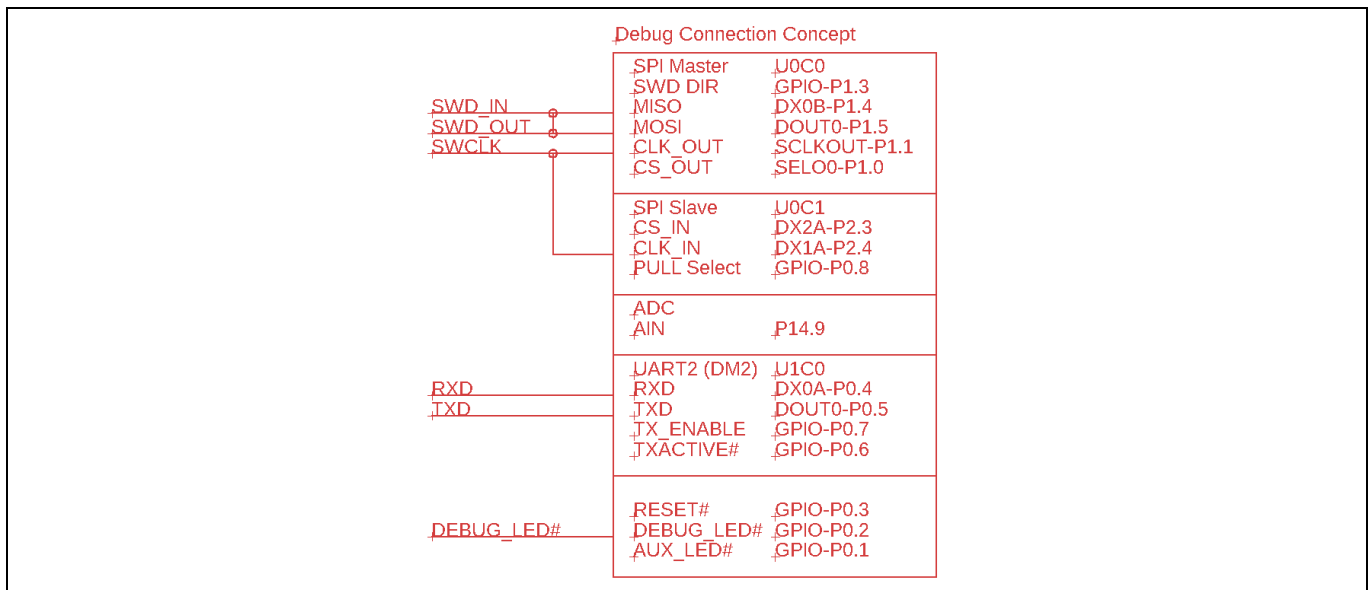 Debug Connection Concept
SPI Master U0C0
SWD DIR GPIO-P1.3
SWD_IN MISO DX0B-P1.4
SWD_OUT MOSI DOUT0-P1.5
SWCLK CLK_OUT SCLKOUT-P1.1
CS_OUT SELO0-P1.0
SPI Slave U0C1
CS_IN DX2A-P2.3
CLK_IN DX1A-P2.4
PULL Select GPIO-P0.8
ADC
AIN P14.9
UART2 (DM2) U1C0
RXD RXD DX0A-P0.4
TXD TXD DOUT0-P0.5
TX_ENABLE GPIO-P0.7
TXACTIVE# GPIO-P0.6
RESET# GPIO-P0.3
DEBUG_LED# DEBUG_LED# GPIO-P0.2
AUX_LED# GPIO-P0.1